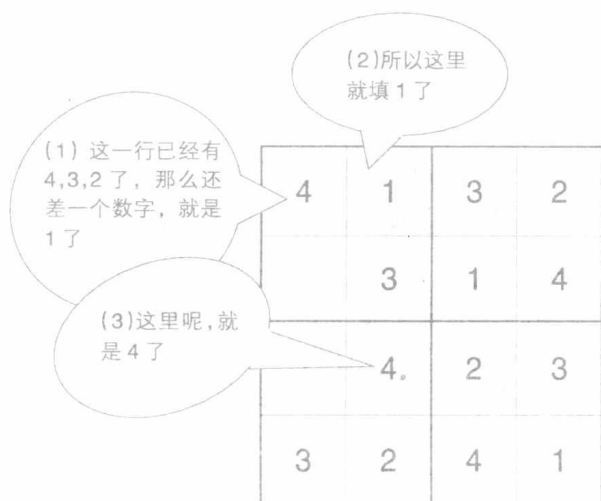 (2)所以这里
就填1了
(1) 这一行已经有
4,3,2了，那么还
差一个数字，就是
1了
4 1 3 2
3 1 4
(3)这里呢，就
是4了
4. 2 3
3 2 4 1